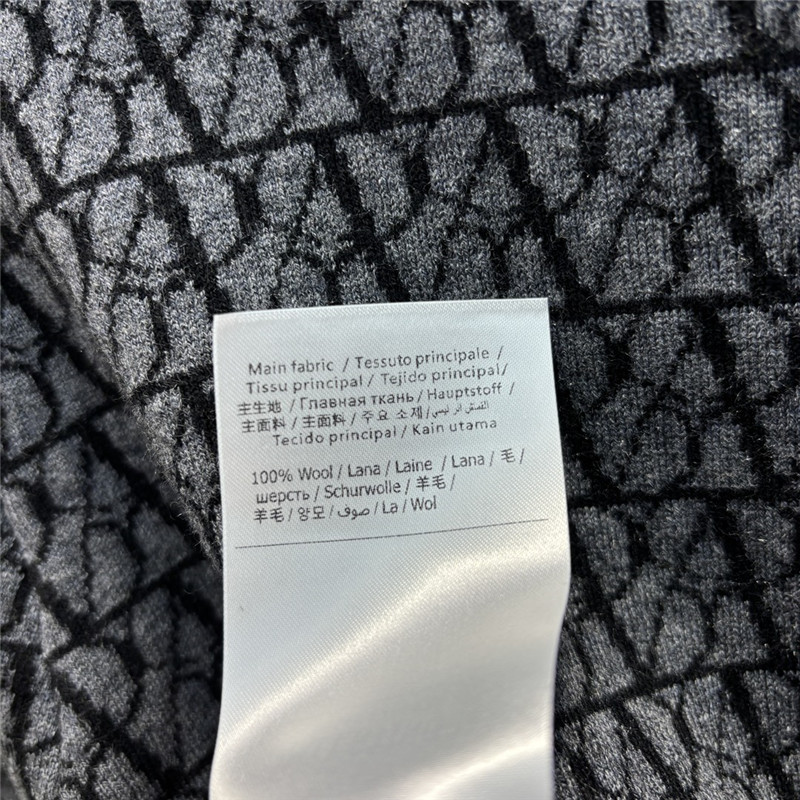 Main fabric / Tessuto principale /
Tissu principal / Tejido principal /
主生地 / Главная ткань / Hauptstoff /
主面料 / 主面料 / 주요 소재 /
Tecido principal / Kain utama
100% Wool / Lana / Laine / Lana / 毛 /
шерсть / Schurwolle / 羊毛 /
羊毛 / 양모 / صوف / La / Wol